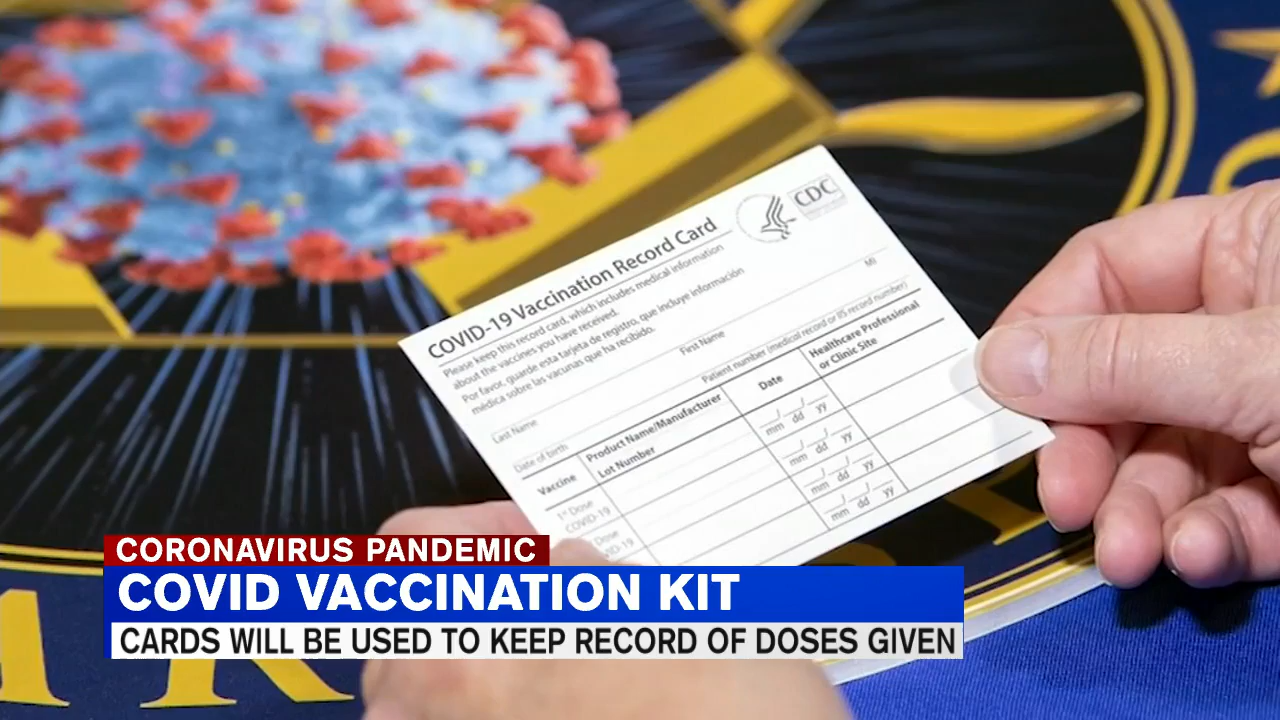 COVID-19 Vaccination Record Card
CDC
Please keep this record card, which includes medical information
about the vaccines you have received.
Por favor, guarde esta tarjeta de registro, que incluye información
médica sobre las vacunas que ha recibido.
Last Name
First Name
MI
Date of birth
Patient number (medical record or IIS record number)
Vaccine
Product Name/Manufacturer
Lot Number
Date
Healthcare Professional
or Clinic Site
1st Dose
COVID-19
mm dd yy
Dose
mm dd yy
mm dd yy
mm dd yy
CORONAVIRUS PANDEMIC
COVID VACCINATION KIT
CARDS WILL BE USED TO KEEP RECORD OF DOSES GIVEN